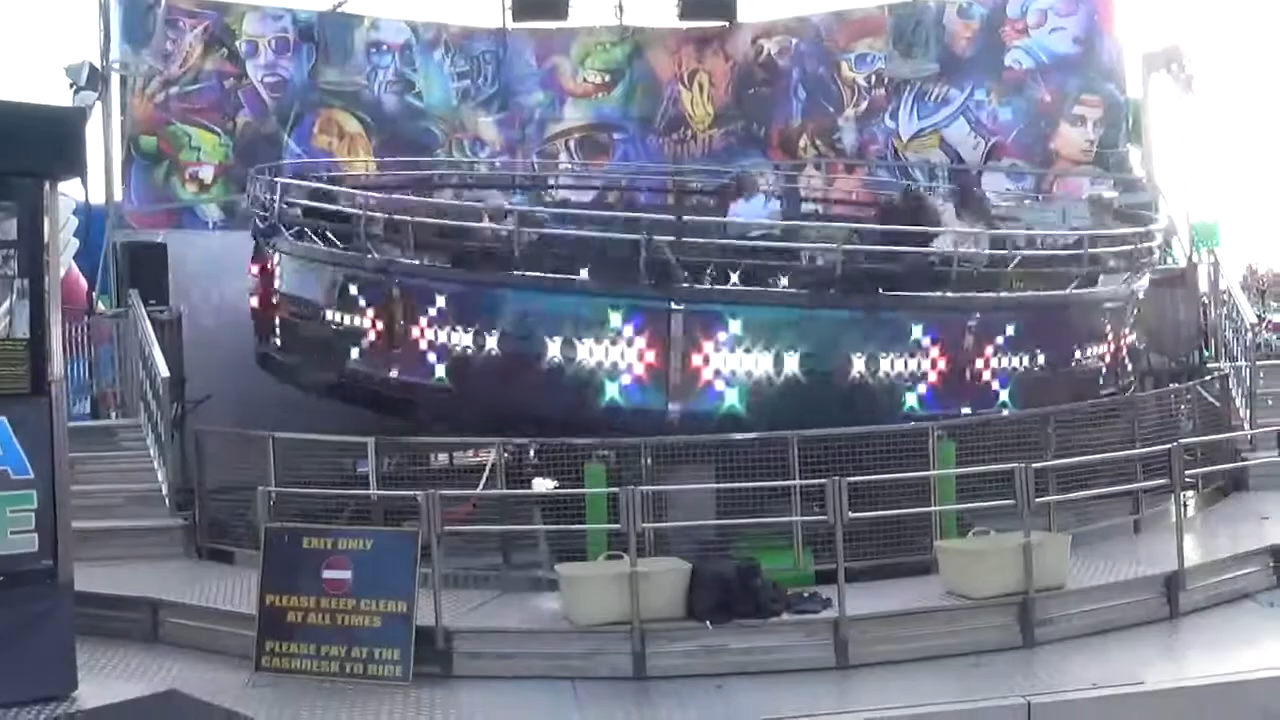 EXIT ONLY
PLEASE KEEP CLEAR
AT ALL TIMES
PLEASE PAY AT THE
CASHDESK TO RIDE
A
E